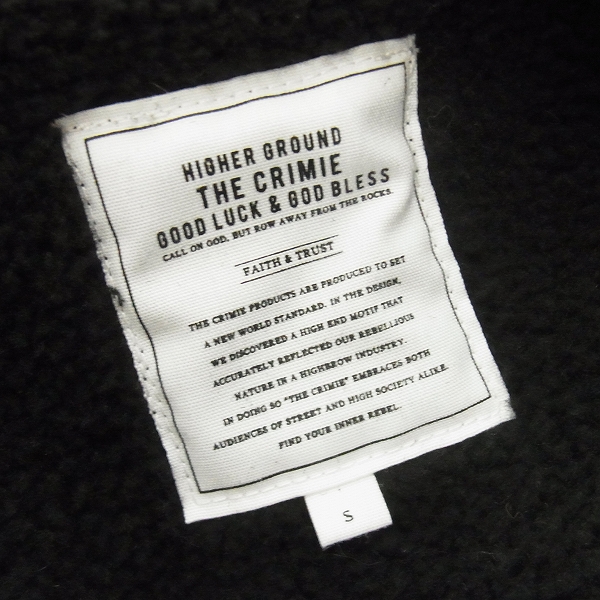 HIGHER GROUND
THE CRIMIE
GOOD LUCK & GOD BLESS
CALL ON GOD, BUT ROW AWAY FROM THE ROCKS.
FAITH & TRUST
THE CRIMIE PRODUCTS ARE PRODUCED TO SET
A NEW WORLD STANDARD. IN THE DESIGN,
WE DISCOVERED A HIGH END MOTIF THAT
ACCURATELY REFLECTED OUR REBELLIOUS
NATURE IN A HIGHBROW INDUSTRY.
IN DOING SO "THE CRIMIE" EMBRACES BOTH
AUDIENCES OF STREET AND HIGH SOCIETY ALIKE.
FIND YOUR INNER REBEL.
S